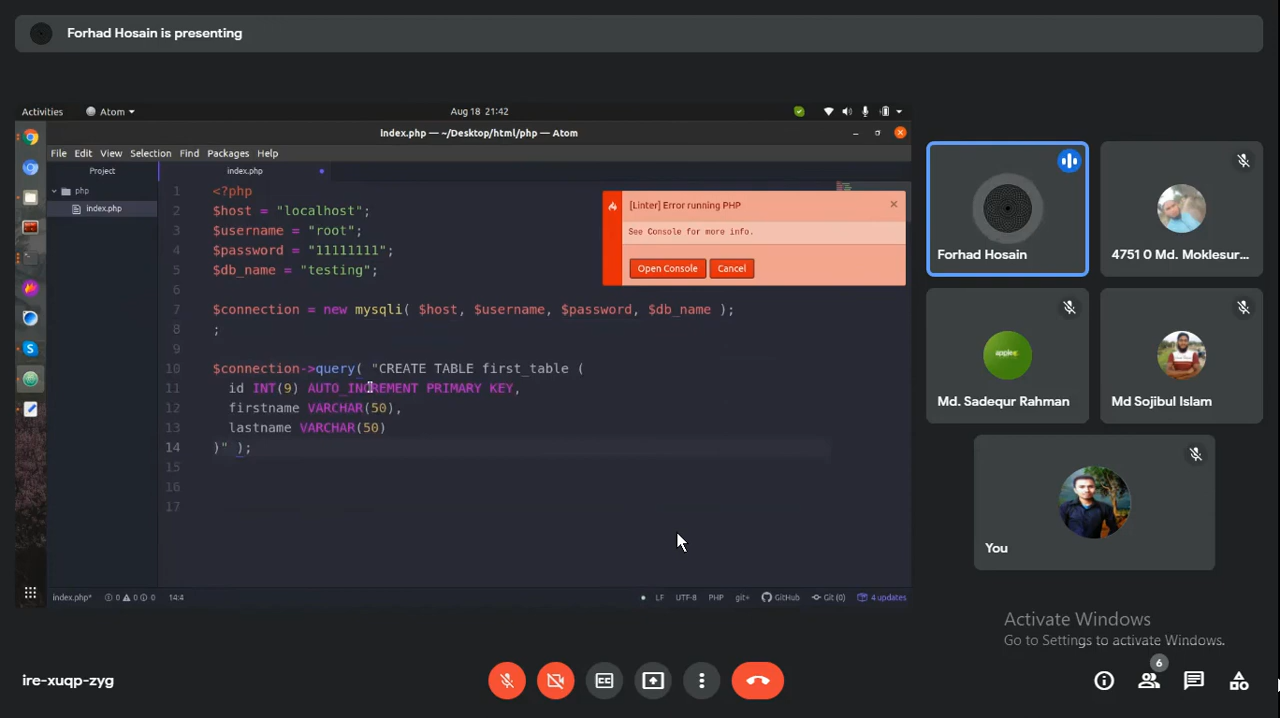 Forhad Hosain is presenting
Activities Atom Aug 18 21:42
index.php — ~/Desktop/html/php — Atom
File Edit View Selection Find Packages Help
Project index.php
php
index.php
1 <?php
2 $host = "localhost";
3 $username = "root";
4 $password = "11111111";
5 $db_name = "testing";
6
7 $connection = new mysqli( $host, $username, $password, $db_name );
8 ;
9
10 $connection->query( "CREATE TABLE first_table (
11 id INT(9) AUTO_INCREMENT PRIMARY KEY,
12 firstname VARCHAR(50),
13 lastname VARCHAR(50)
14 )" );
15
16
17
[Linter] Error running PHP
See Console for more info.
Open Console Cancel
index.php* 0 0 0 14:4 LF UTF-8 PHP git+ GitHub Git (0) 4 updates
Forhad Hosain
4751 0 Md. Moklesur...
Md. Sadequr Rahman
apple
Md Sojibul Islam
You
Activate Windows
Go to Settings to activate Windows.
ire-xuqp-zyg
6